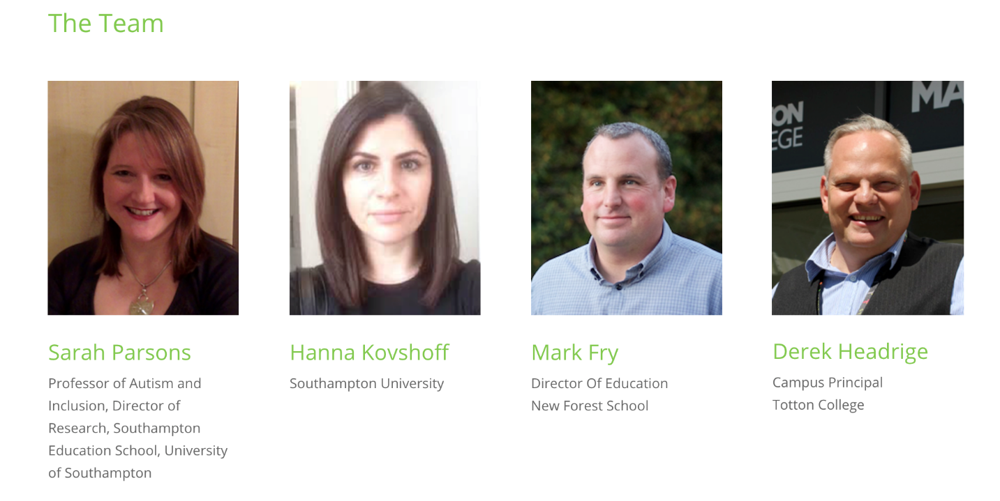 The Team
ON
EGE
MA
Sarah Parsons
Professor of Autism and
Inclusion, Director of
Research, Southampton
Education School, University
of Southampton
Hanna Kovshoff
Southampton University
Mark Fry
Director Of Education
New Forest School
Derek Headrige
Campus Principal
Totton College